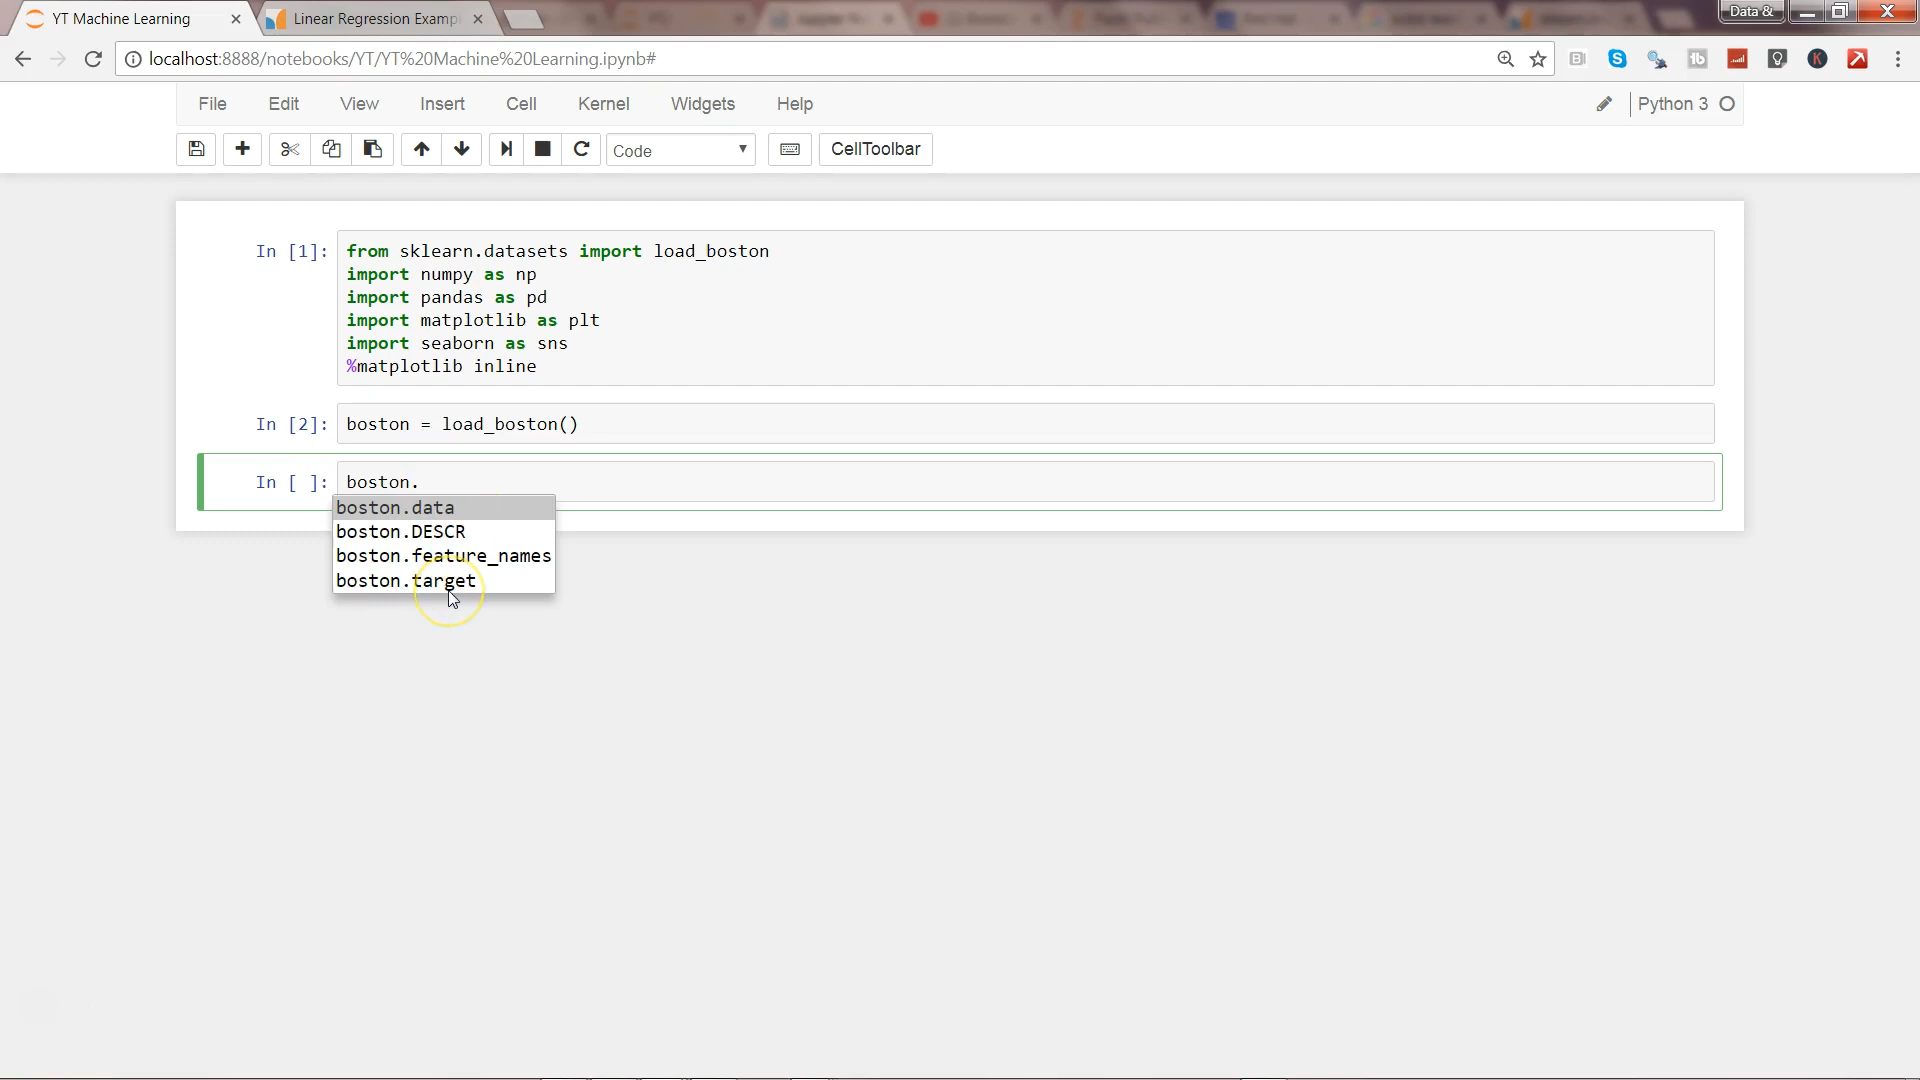 YT Machine Learning
Linear Regression Examp
Data &
localhost:8888/notebooks/YT/YT%20Machine%20Learning.ipynb#
File Edit View Insert Cell Kernel Widgets Help
Python 3
Code
CellToolbar
In [1]: from sklearn.datasets import load_boston
import numpy as np
import pandas as pd
import matplotlib as plt
import seaborn as sns
%matplotlib inline
In [2]: boston = load_boston()
In [ ]: boston.
boston.data
boston.DESCR
boston.feature_names
boston.target